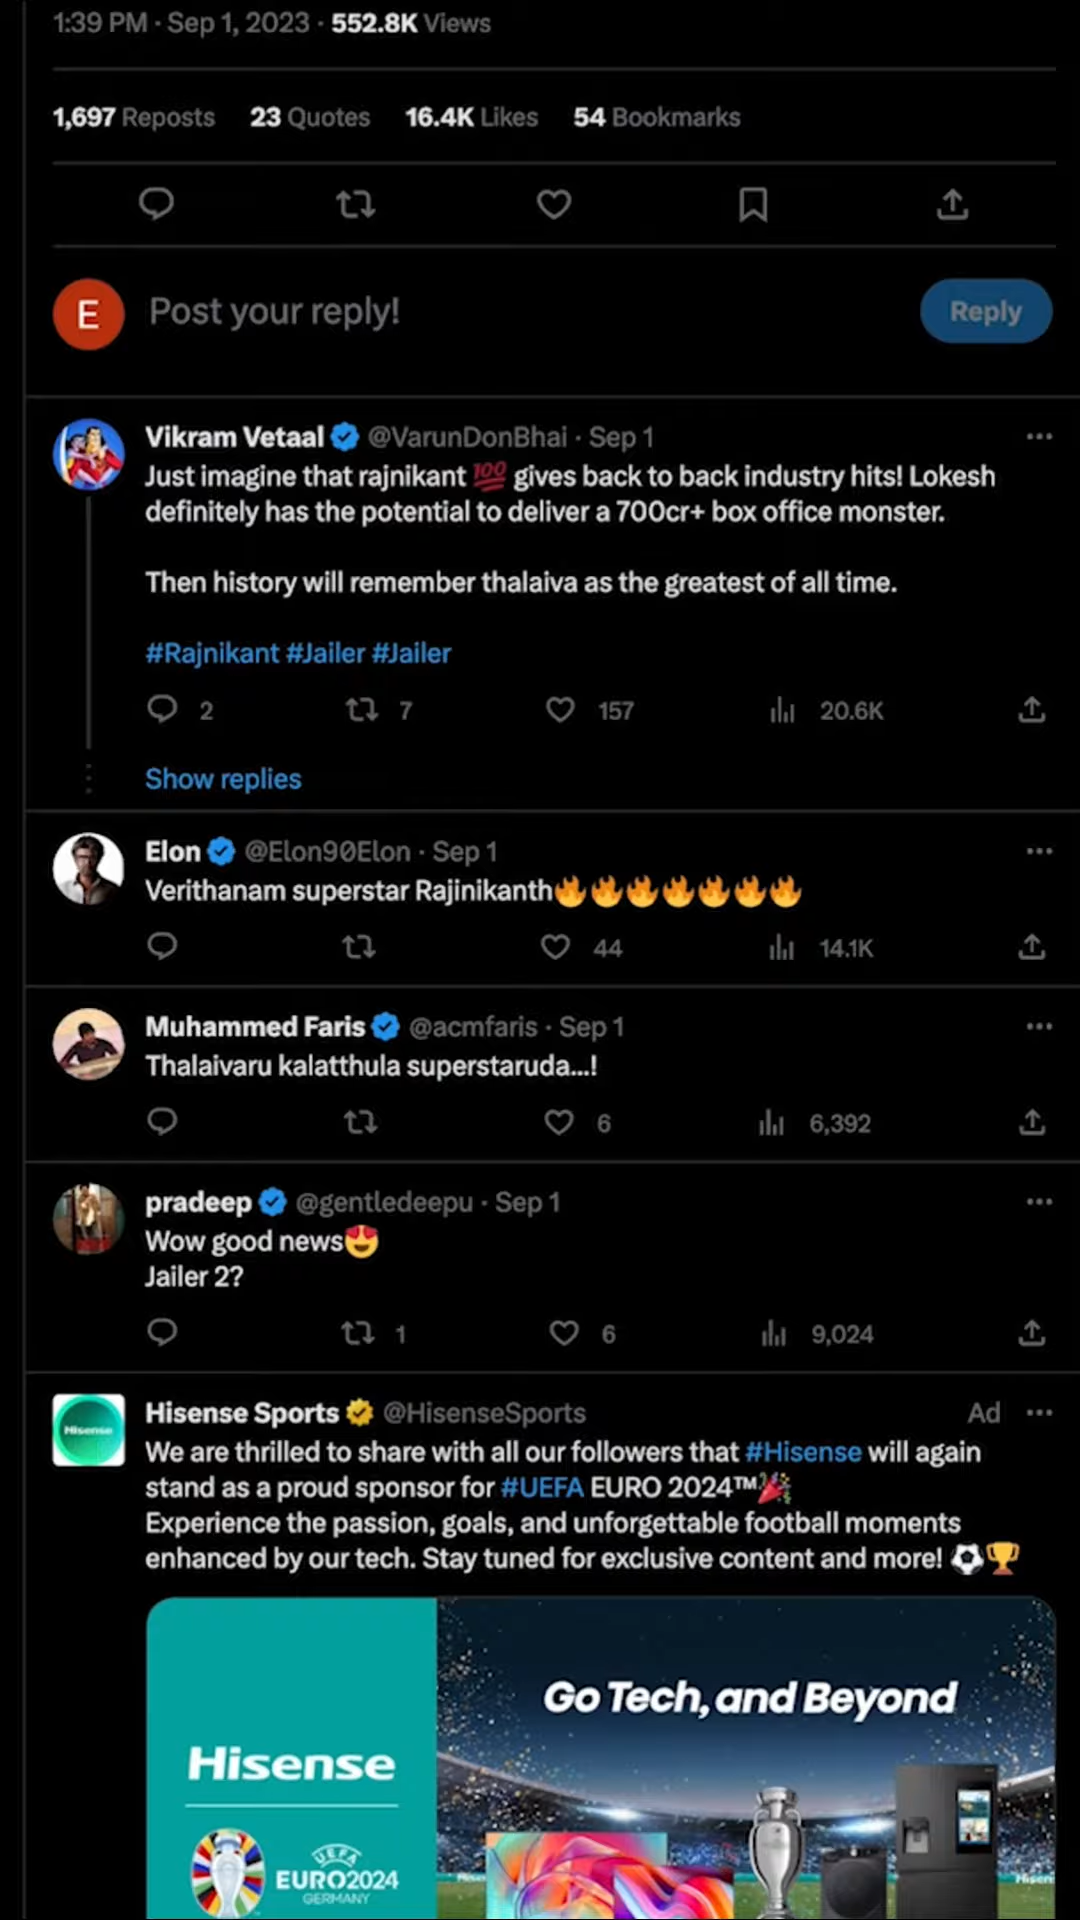 1:39 PM · Sep 1, 2023 · 552.8K Views
1,697 Reposts 23 Quotes 16.4K Likes 54 Bookmarks
E Post your reply! Reply
Vikram Vetaal @VarunDonBhai · Sep 1
Just imagine that rajnikant 💯 gives back to back industry hits! Lokesh
definitely has the potential to deliver a 700cr+ box office monster.
Then history will remember thalaiva as the greatest of all time.
#Rajnikant #Jailer #Jailer
2 7 157 20.6K
Show replies
Elon @Elon90Elon · Sep 1
Verithanam superstar Rajinikanth🔥🔥🔥🔥🔥🔥🔥
44 14.1K
Muhammed Faris @acmfaris · Sep 1
Thalaivaru kalatthula superstaruda...!
6 6,392
pradeep @gentledeepu · Sep 1
Wow good news😍
Jailer 2?
1 6 9,024
Hisense
Hisense Sports @HisenseSports Ad
We are thrilled to share with all our followers that #Hisense will again
stand as a proud sponsor for #UEFA EURO 2024™🎉
Experience the passion, goals, and unforgettable football moments
enhanced by our tech. Stay tuned for exclusive content and more! ⚽🏆
Go Tech, and Beyond
Hisense
UEFA
EURO2024
GERMANY